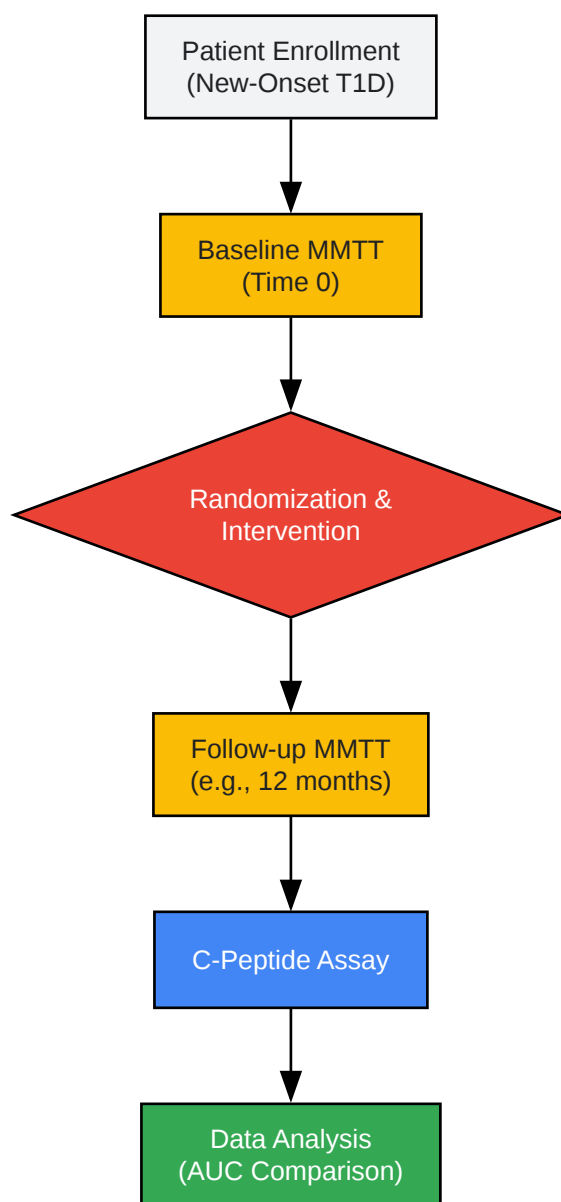 Patient Enrollment
(New-Onset T1D)
Baseline MMTT
(Time 0)
Randomization &
Intervention
Follow-up MMTT
(e.g., 12 months)
C-Peptide Assay
Data Analysis
(AUC Comparison)